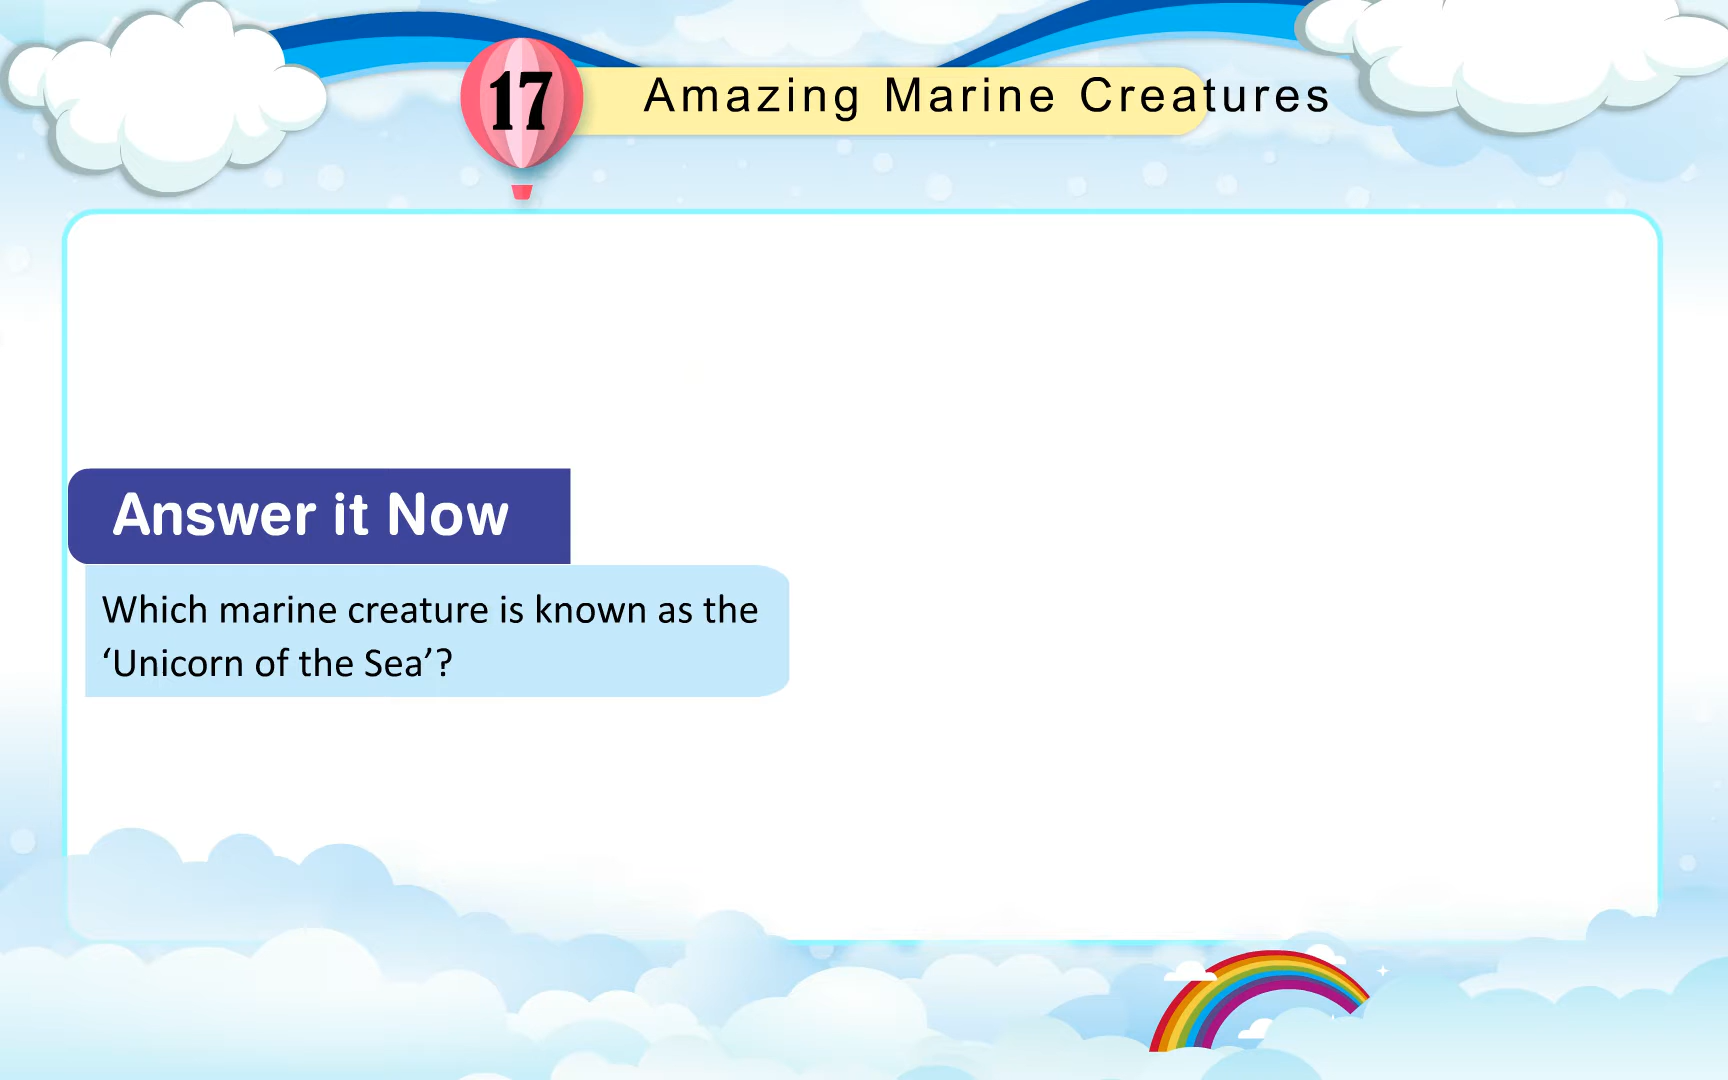 17
Amazing Marine Creatures
Answer it Now
Which marine creature is known as the
‘Unicorn of the Sea’?